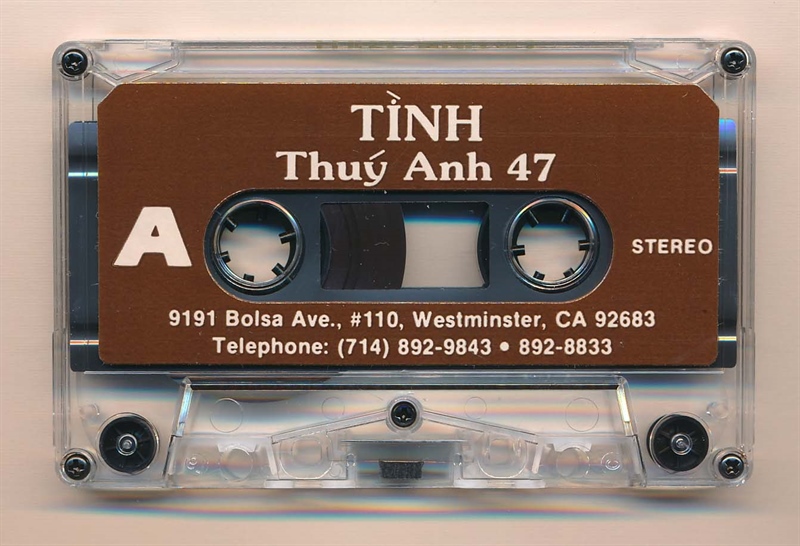 TÌNH
Thuý Anh 47
A
STEREO
9191 Bolsa Ave., #110, Westminster, CA 92683
Telephone: (714) 892-9843 • 892-8833